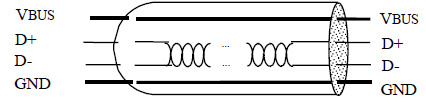 VBUS VBUS
D+ ... D+
D- ... D-
GND GND